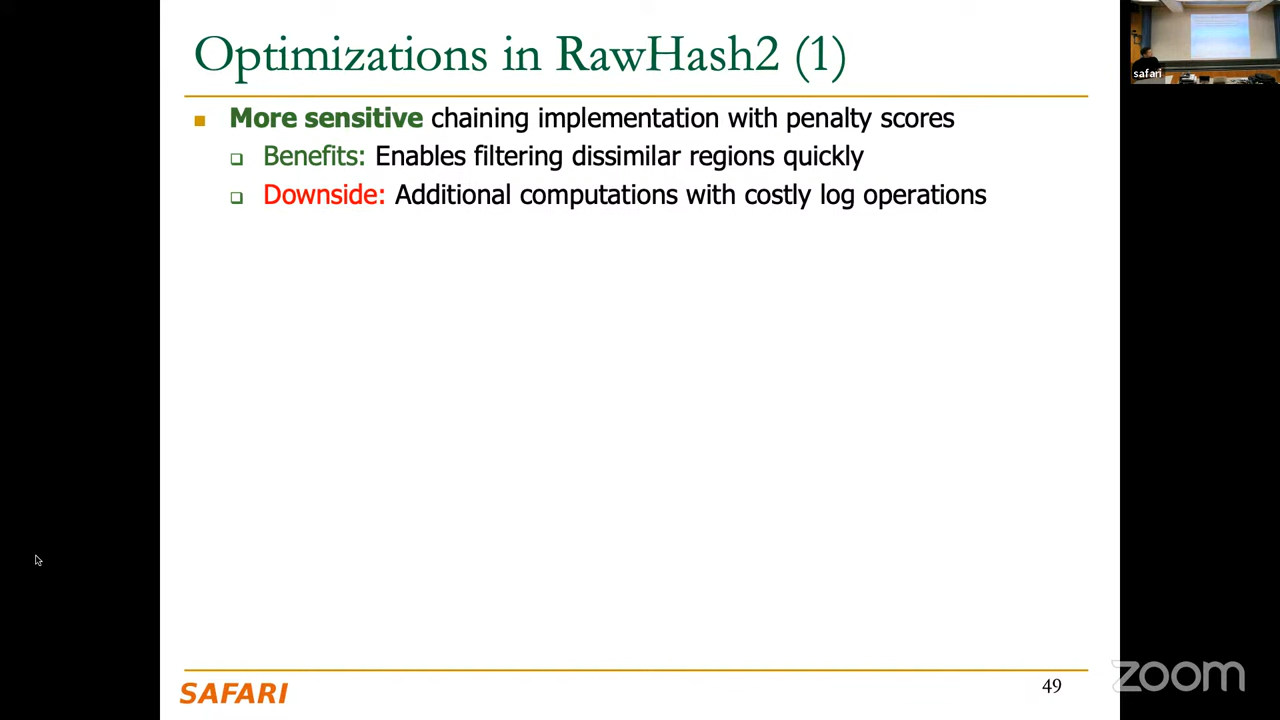 Optimizations in RawHash2 (1)
More sensitive chaining implementation with penalty scores
Benefits: Enables filtering dissimilar regions quickly
Downside: Additional computations with costly log operations
SAFARI
49
safari
zoom